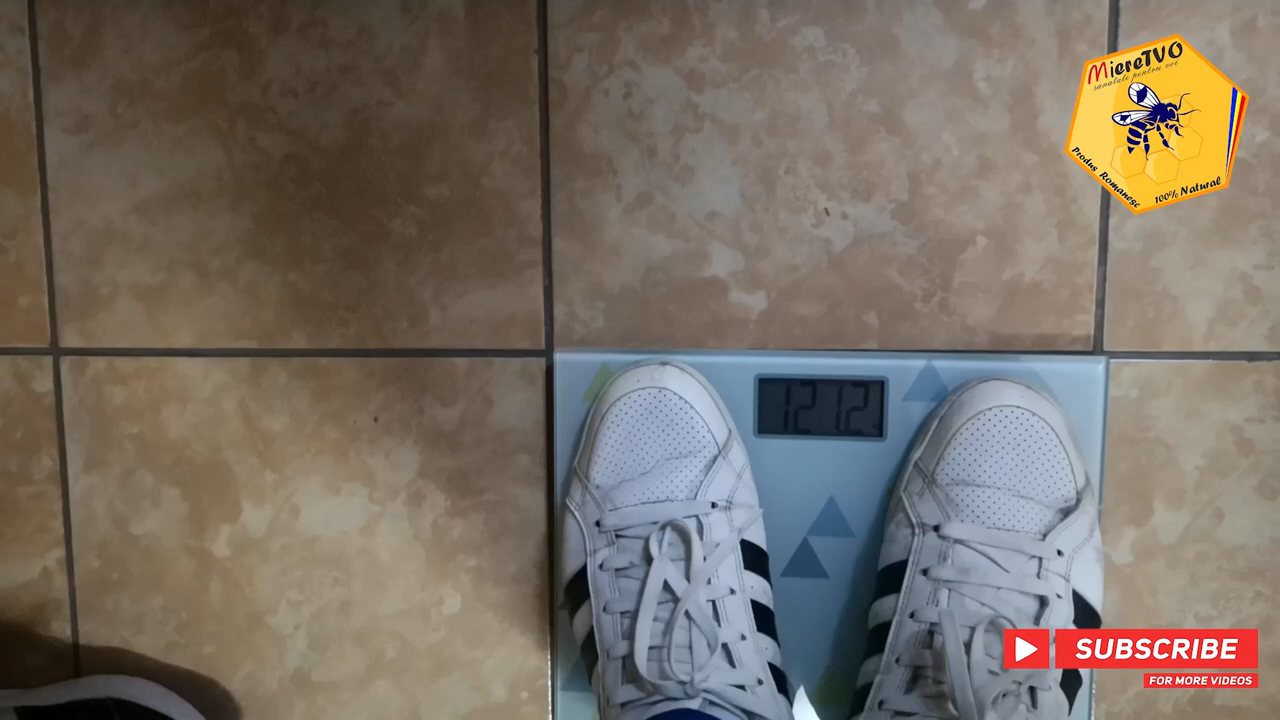 MiereTVO
sanatate pentru voi
Produs Romanesc
100% Natural
121.2
SUBSCRIBE
FOR MORE VIDEOS